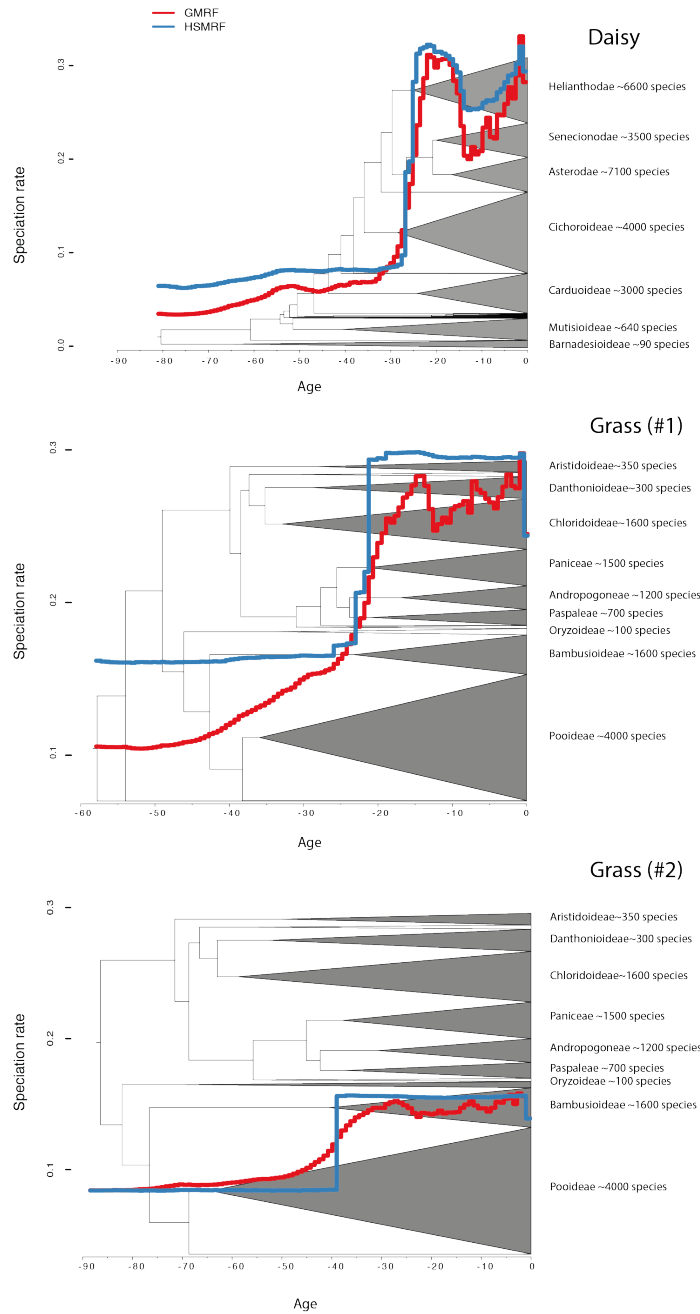 GMRF
HSMRF
Daisy
Speciation rate
0.3
0.2
0.1
0.0
Helianthodae ~6600 species
Senecionodae ~3500 species
Asterodae ~7100 species
Cichoroideae ~4000 species
Carduoideae ~3000 species
Mutisioideae ~640 species
Barnadesioideae ~90 species
-90 -80 -70 -60 -50 -40 -30 -20 -10 0
Age
Grass (#1)
Speciation rate
0.3
0.2
0.1
Aristidoideae~350 species
Danthonioideae~300 species
Chloridoideae~1600 species
Paniceae ~1500 species
Andropogoneae ~1200 species
Paspaleae ~700 species
Oryzoideae ~100 species
Bambusioideae ~1600 species
Pooideae ~4000 species
-60 -50 -40 -30 -20 -10 0
Age
Grass (#2)
Speciation rate
0.3
0.2
0.1
Aristidoideae~350 species
Danthonioideae~300 species
Chloridoideae~1600 species
Paniceae ~1500 species
Andropogoneae ~1200 species
Paspaleae ~700 species
Oryzoideae ~100 species
Bambusioideae ~1600 species
Pooideae ~4000 species
-90 -80 -70 -60 -50 -40 -30 -20 -10 0
Age